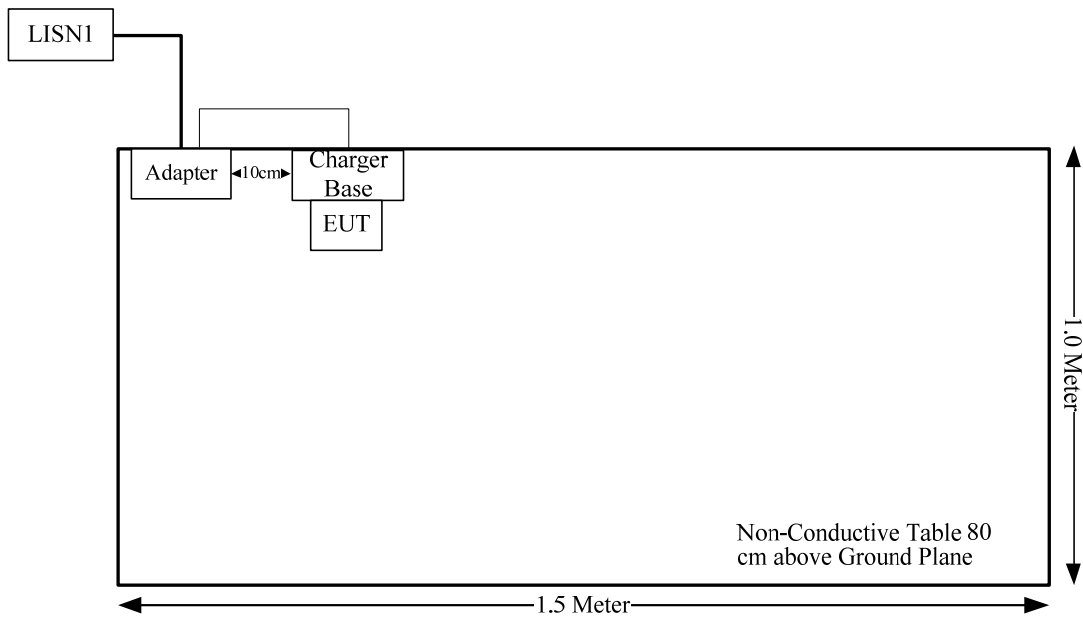 LISN1
Adapter
10cm
Charger
Base
EUT
1.0 Meter
Non-Conductive Table 80
cm above Ground Plane
1.5 Meter